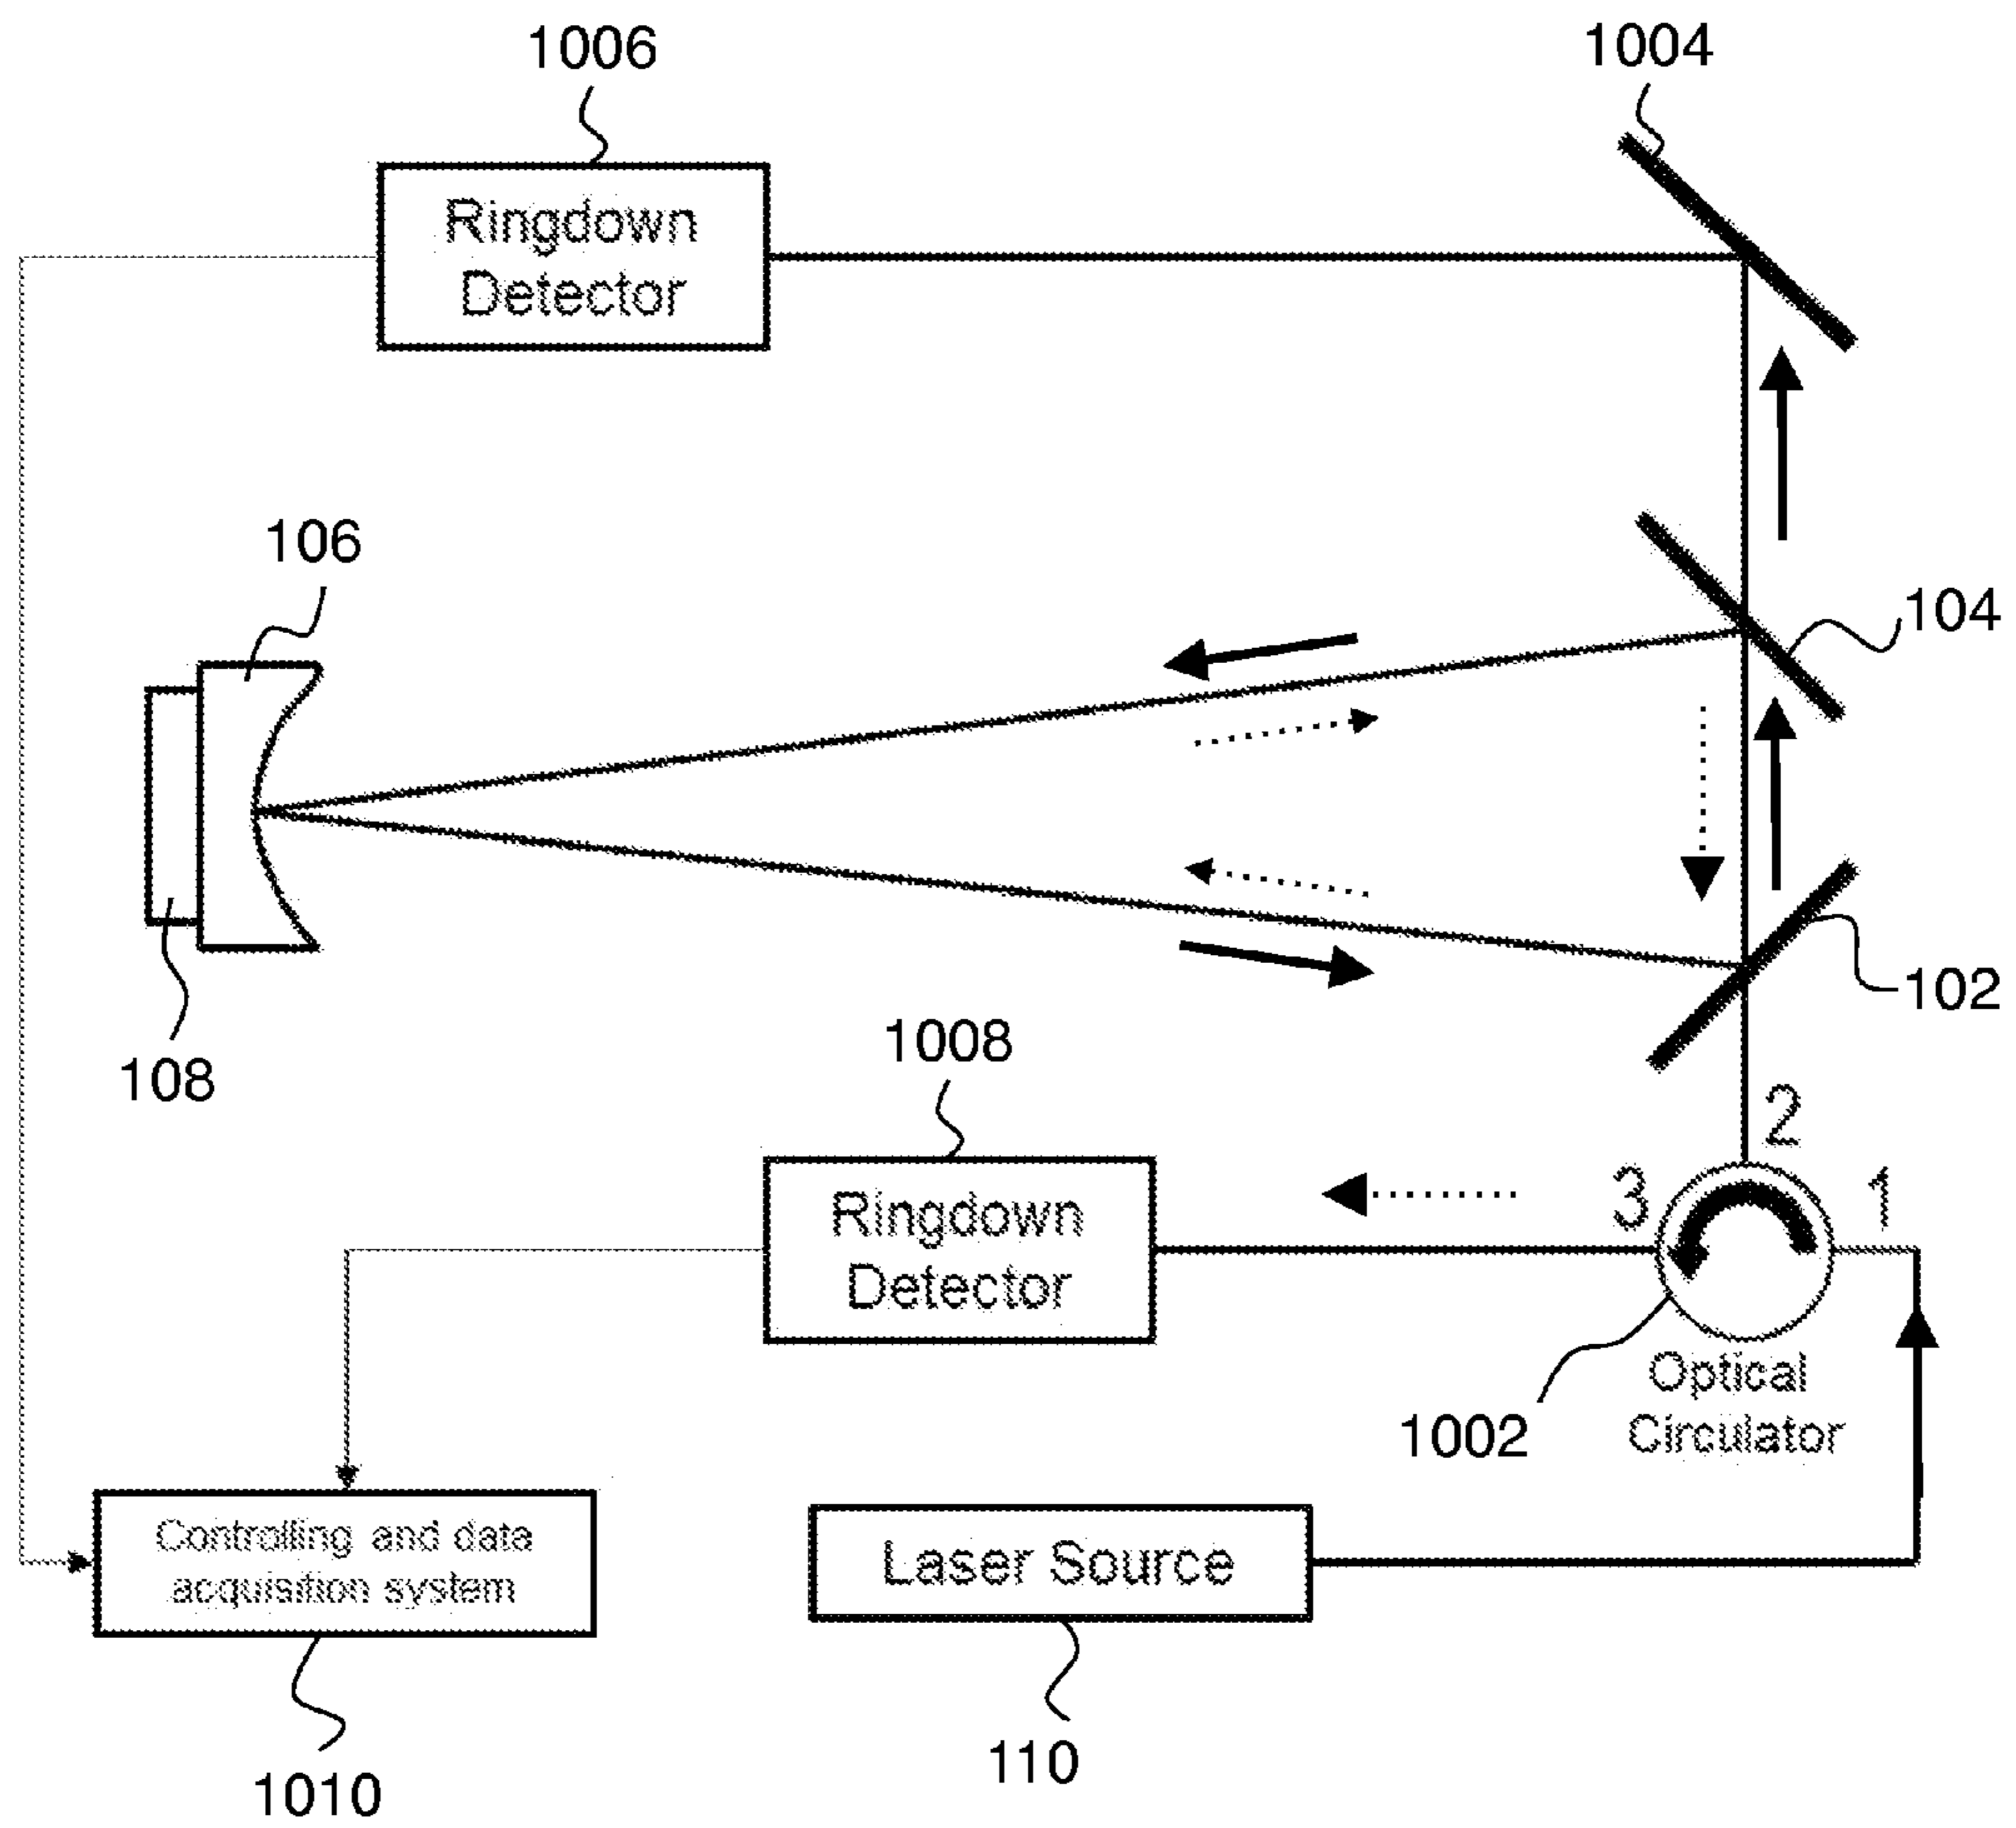 1006
1004
Ringdown
Detector
106
104
102
108
1008
2
3
1
Ringdown
Detector
Optical
Circulator
1002
Controlling and data
acquisition system
Laser Source
110
1010